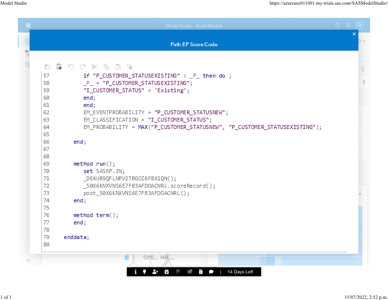 Model Studio
https://azureuse011001.my-trials.sas.com/SASModelStudio/
Model Studio - Build Models
Path EP Score Code
57 if "P_CUSTOMER_STATUSEXISTING" > _P_ then do ;
58 _P_ = "P_CUSTOMER_STATUSEXISTING";
59 "I_CUSTOMER_STATUS" = 'Existing';
60 end;
61 end;
62 EM_EVENTPROBABILITY = "P_CUSTOMER_STATUSNEW";
63 EM_CLASSIFICATION = "I_CUSTOMER_STATUS";
64 EM_PROBABILITY = MAX("P_CUSTOMER_STATUSNEW", "P_CUSTOMER_STATUSEXISTING");
65
66 end;
67
68
69 method run();
70 set SASEP.IN;
71
72
73
74 end;
75
76 method term();
77 end;
78
79 enddata;
80
14 Days Left
1 of 1
15/07/2022, 2:52 p.m.